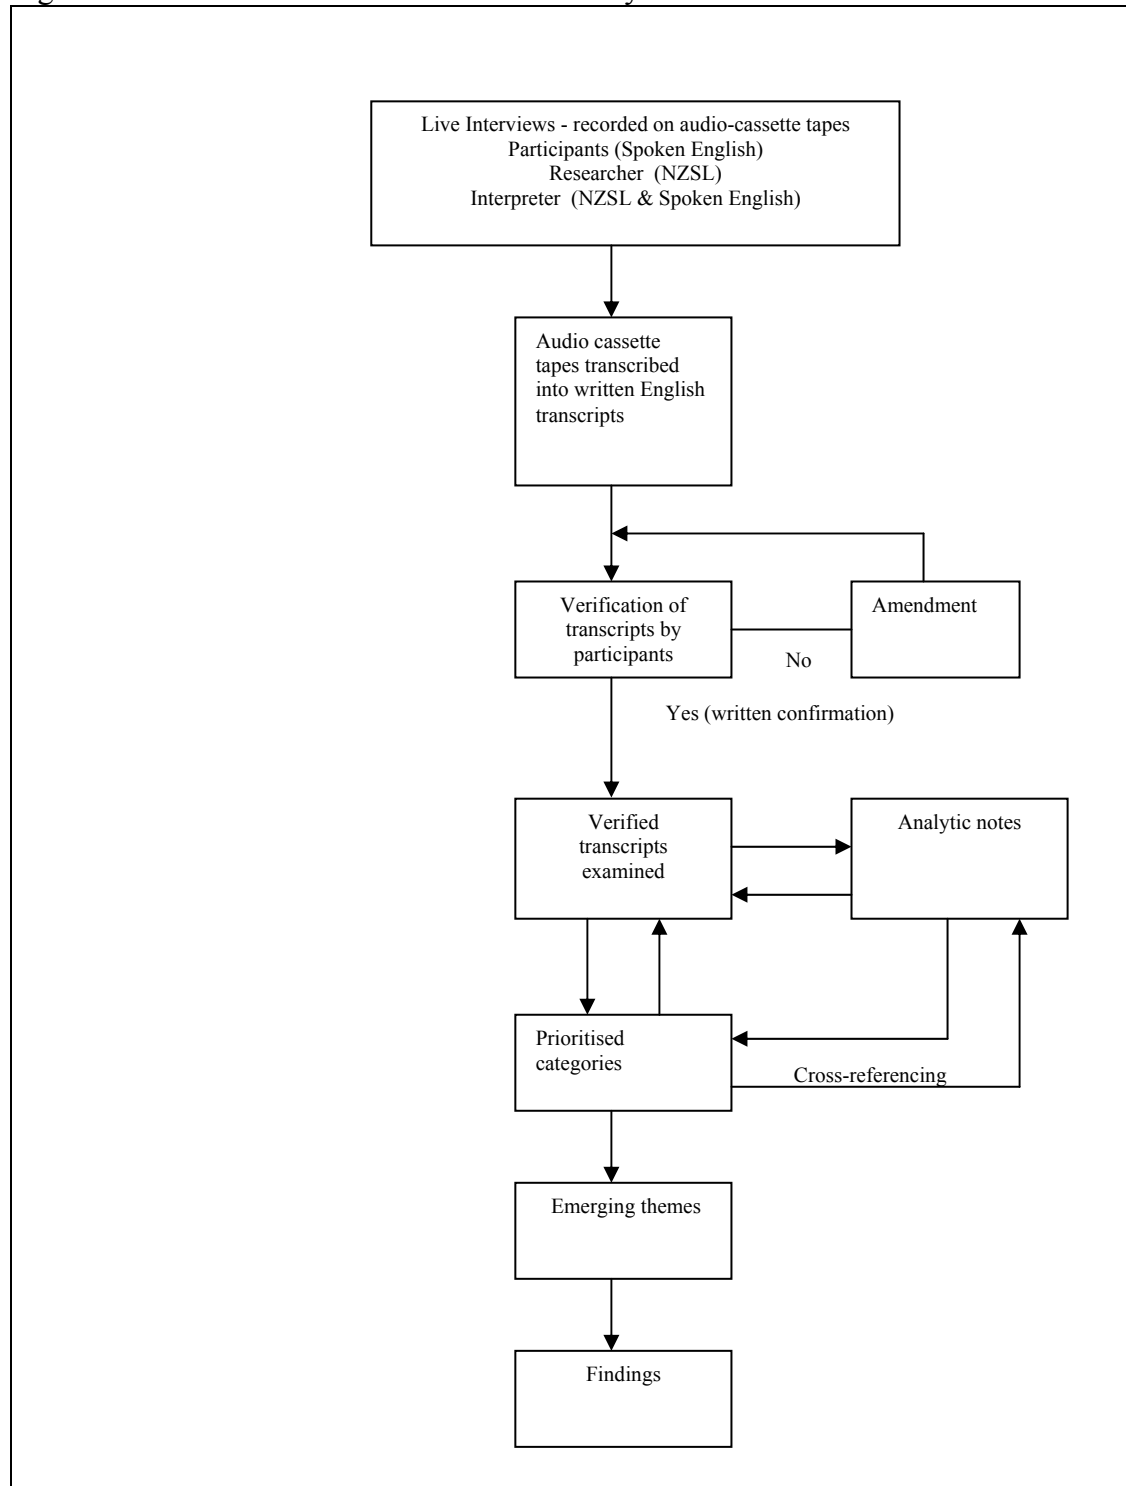 Live Interviews - recorded on audio-cassette tapes
Participants (Spoken English)
Researcher (NZSL)
Interpreter (NZSL & Spoken English)
Audio cassette
tapes transcribed
into written English
transcripts
Verification of
transcripts by
participants
Amendment
No
Yes (written confirmation)
Verified
transcripts
examined
Analytic notes
Prioritised
categories
Cross-referencing
Emerging themes
Findings